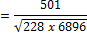 = 501 / √(228 x 6896)